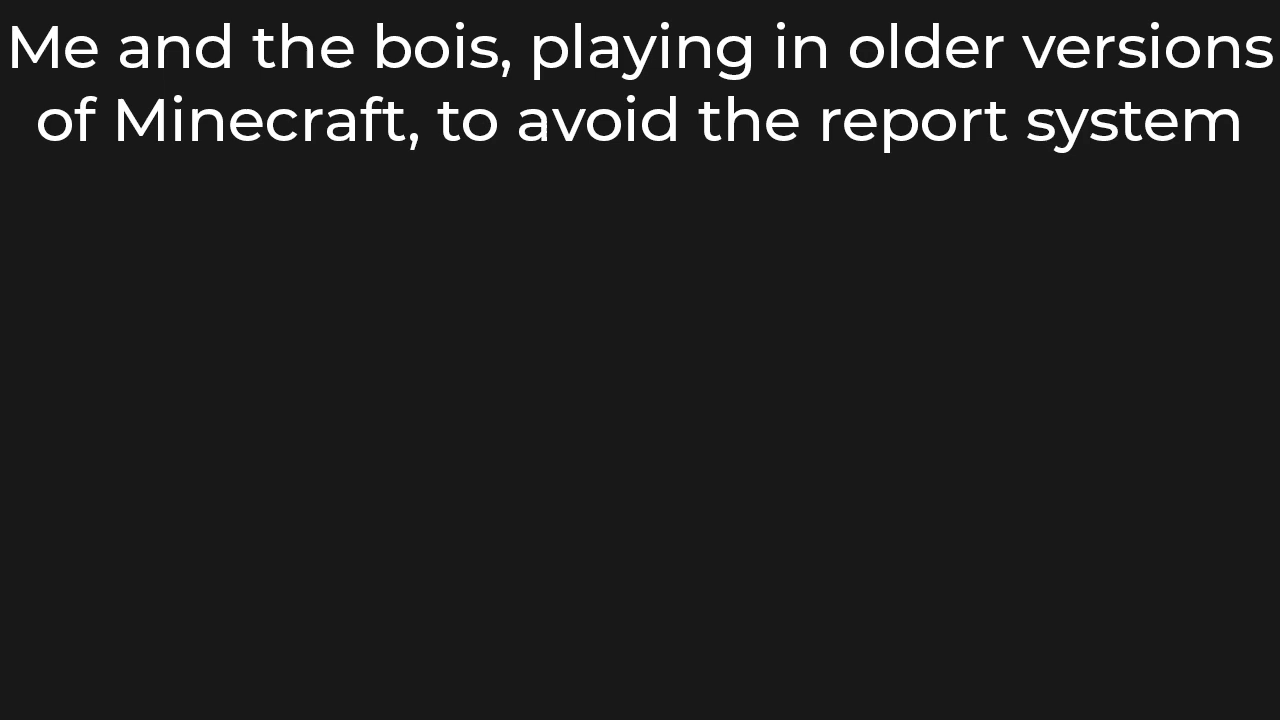 Me and the bois, playing in older versions
of Minecraft, to avoid the report system